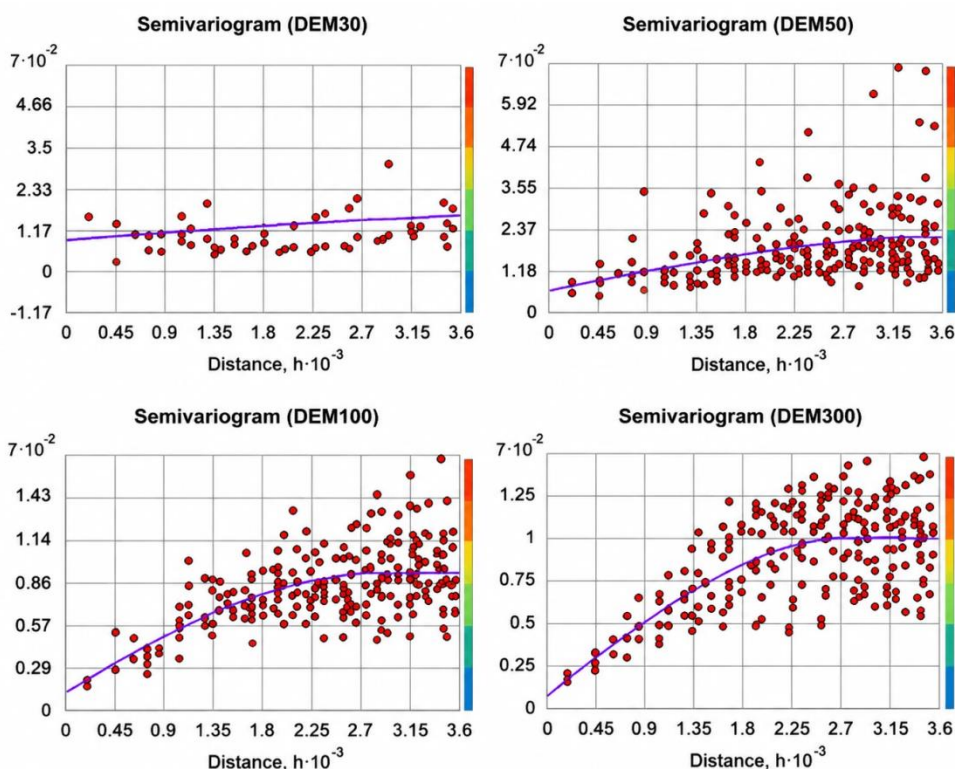 Semivariogram (DEM30)
7·10⁻²
4.66
3.5
2.33
1.17
0
-1.17
0 0.45 0.9 1.35 1.8 2.25 2.7 3.15 3.6
Distance, h·10⁻³
Semivariogram (DEM50)
7·10⁻²
5.92
4.74
3.55
2.37
1.18
0
0 0.45 0.9 1.35 1.8 2.25 2.7 3.15 3.6
Distance, h·10⁻³
Semivariogram (DEM100)
7·10⁻²
1.43
1.14
0.86
0.57
0.29
0
0 0.45 0.9 1.35 1.8 2.25 2.7 3.15 3.6
Distance, h·10⁻³
Semivariogram (DEM300)
7·10⁻²
1.25
1
0.75
0.5
0.25
0
0 0.45 0.9 1.35 1.8 2.25 2.7 3.15 3.6
Distance, h·10⁻³